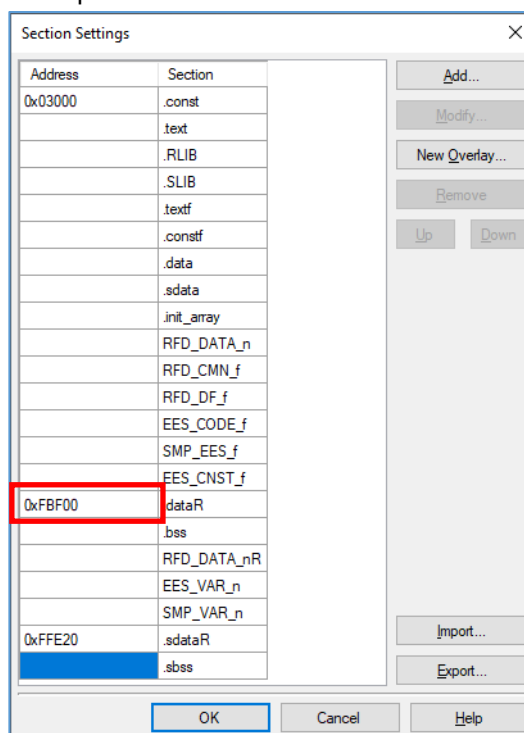 Section Settings
Address Section
0x03000 .const
.text
.RLIB
.SLIB
.textf
.constf
.data
.sdata
.init_array
RFD_DATA_n
RFD_CMN_f
RFD_DF_f
EES_CODE_f
SMP_EES_f
EES_CNST_f
0xFBF00 .dataR
.bss
RFD_DATA_nR
EES_VAR_n
SMP_VAR_n
0xFFE20 .sdataR
.sbss
Add...
Modify...
New Overlay...
Remove
Up Down
Import...
Export...
OK Cancel Help